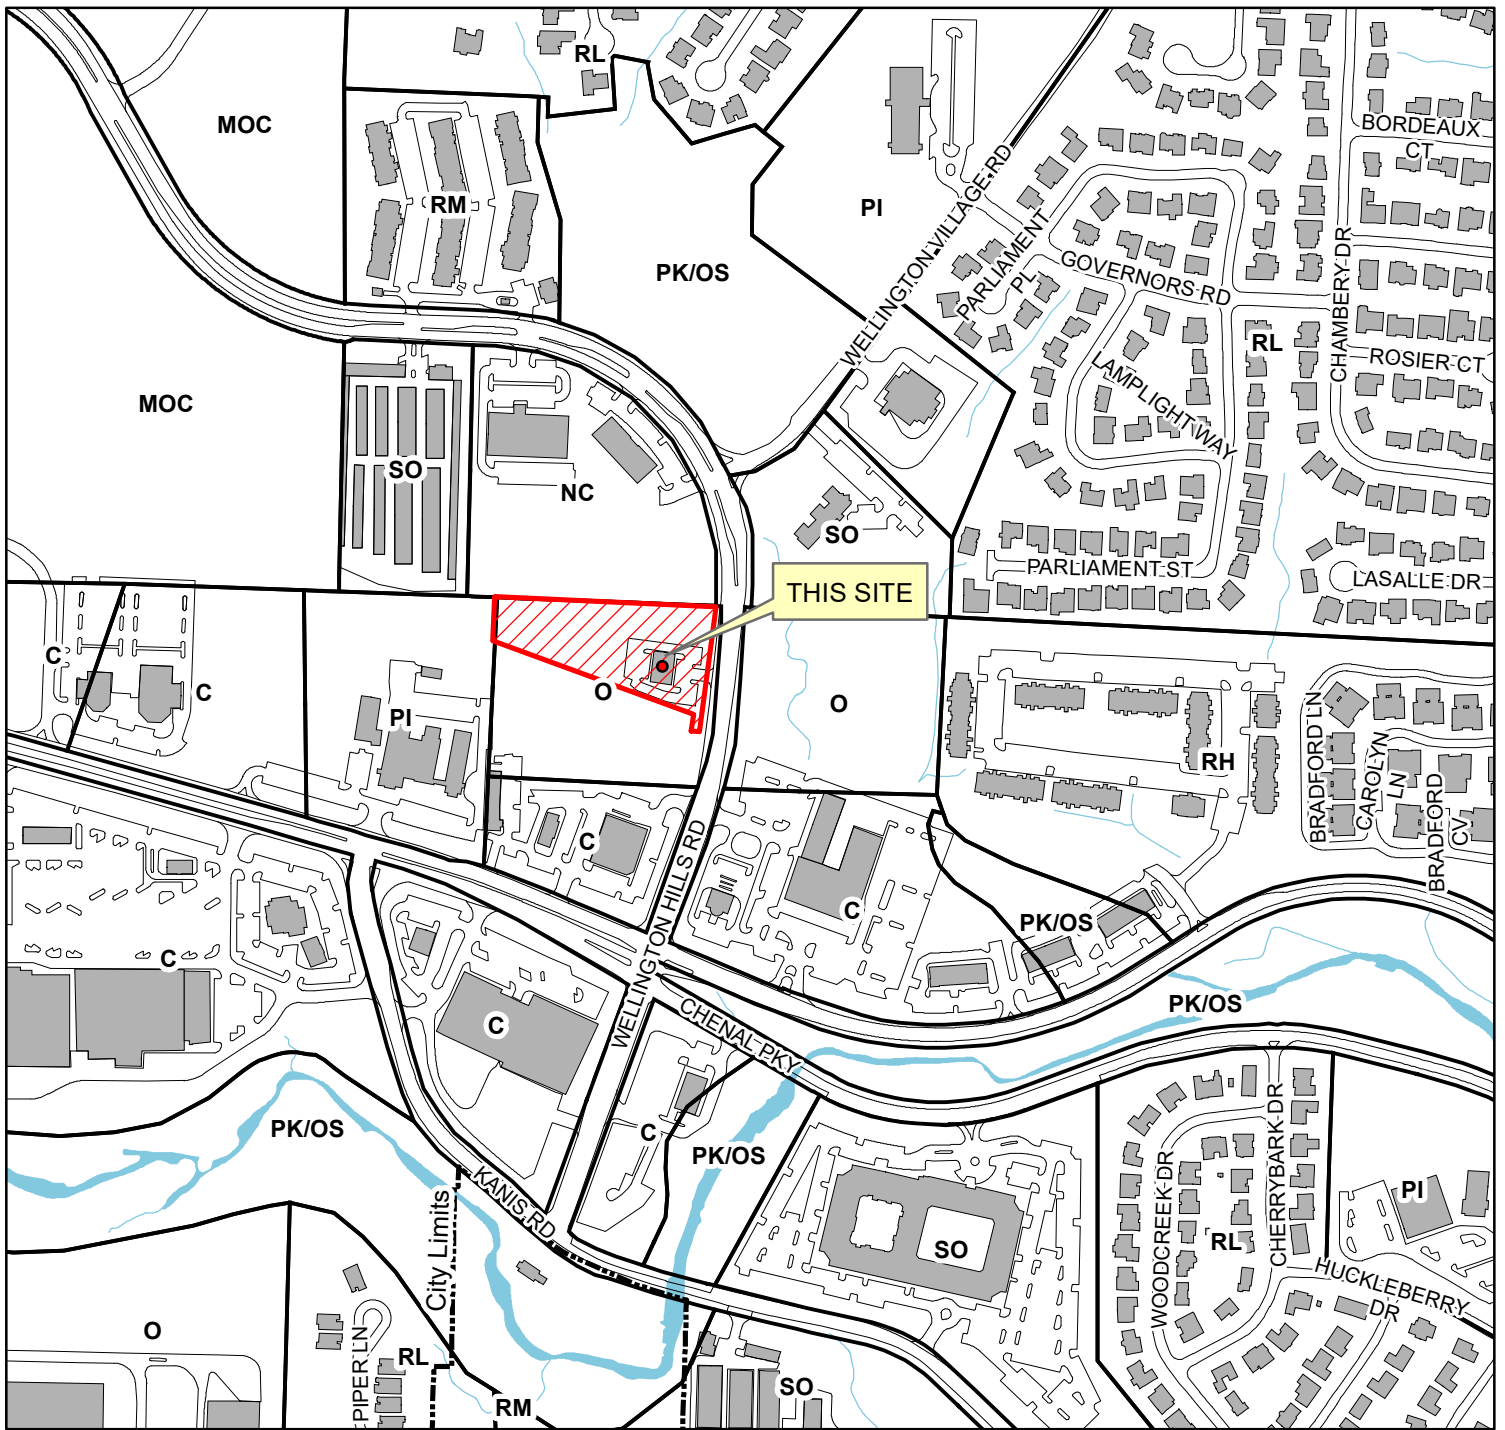 RL
MOC
BORDEAUX
CT
RM
PI
WELLINGTON VILLAGE RD
PARLIAMENT
PL
PK/OS
GOVERNORS RD
CHAMBERY DR
RL
ROSIER CT
LAMPLIGHT WAY
MOC
SO
NC
SO
PARLIAMENT ST
LASALLE DR
THIS SITE
C
C
PI
O
O
RH
BRADFORD LN
CAROLYN
LN
BRADFORD
CV
C
WELLINGTON HILLS RD
C
PK/OS
C
C
CHENAL PKY
PK/OS
PK/OS
C
PK/OS
KANIS RD
City Limits
WOODCREEK DR
CHERRYBARK DR
PI
RL
SO
HUCKLEBERRY
DR
O
PIPER LN
RL
RM
SO